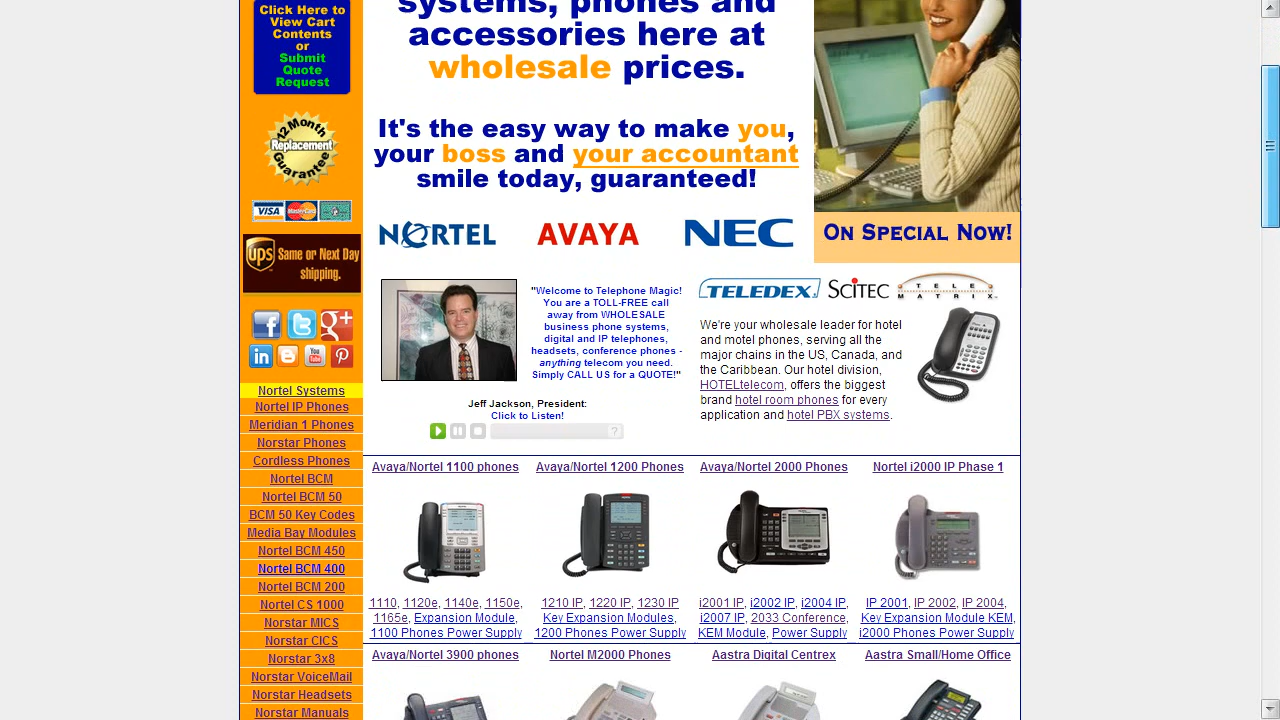 Click Here to
View Cart
Contents
or
Submit
Quote
Request
12 Month
Replacement
Guarantee
VISA MasterCard
ups Same or Next Day
shipping.
Nortel Systems
Nortel IP Phones
Meridian 1 Phones
Norstar Phones
Cordless Phones
Nortel BCM
Nortel BCM 50
BCM 50 Key Codes
Media Bay Modules
Nortel BCM 450
Nortel BCM 400
Nortel BCM 200
Nortel CS 1000
Norstar MICS
Norstar CICS
Norstar 3x8
Norstar VoiceMail
Norstar Headsets
Norstar Manuals
systems, phones and
accessories here at
wholesale prices.
It's the easy way to make you,
your boss and your accountant
smile today, guaranteed!
NORTEL AVAYA NEC
On Special Now!
"Welcome to Telephone Magic!
You are a TOLL-FREE call
away from WHOLESALE
business phone systems,
digital and IP telephones,
headsets, conference phones -
anything telecom you need.
Simply CALL US for a QUOTE!"
Jeff Jackson, President:
Click to Listen!
?
TELEDEX. SCITEC TELE
MATRIX
We're your wholesale leader for hotel
and motel phones, serving all the
major chains in the US, Canada, and
the Caribbean. Our hotel division,
HOTELtelecom, offers the biggest
brand hotel room phones for every
application and hotel PBX systems.
Avaya/Nortel 1100 phones
1110, 1120e, 1140e, 1150e,
1165e, Expansion Module,
1100 Phones Power Supply
Avaya/Nortel 1200 Phones
1210 IP, 1220 IP, 1230 IP
Key Expansion Modules,
1200 Phones Power Supply
Avaya/Nortel 2000 Phones
i2001 IP, i2002 IP, i2004 IP,
i2007 IP, 2033 Conference,
KEM Module, Power Supply
Nortel i2000 IP Phase 1
IP 2001, IP 2002, IP 2004,
Key Expansion Module KEM,
i2000 Phones Power Supply
Avaya/Nortel 3900 phones
Nortel M2000 Phones
Aastra Digital Centrex
Aastra Small/Home Office